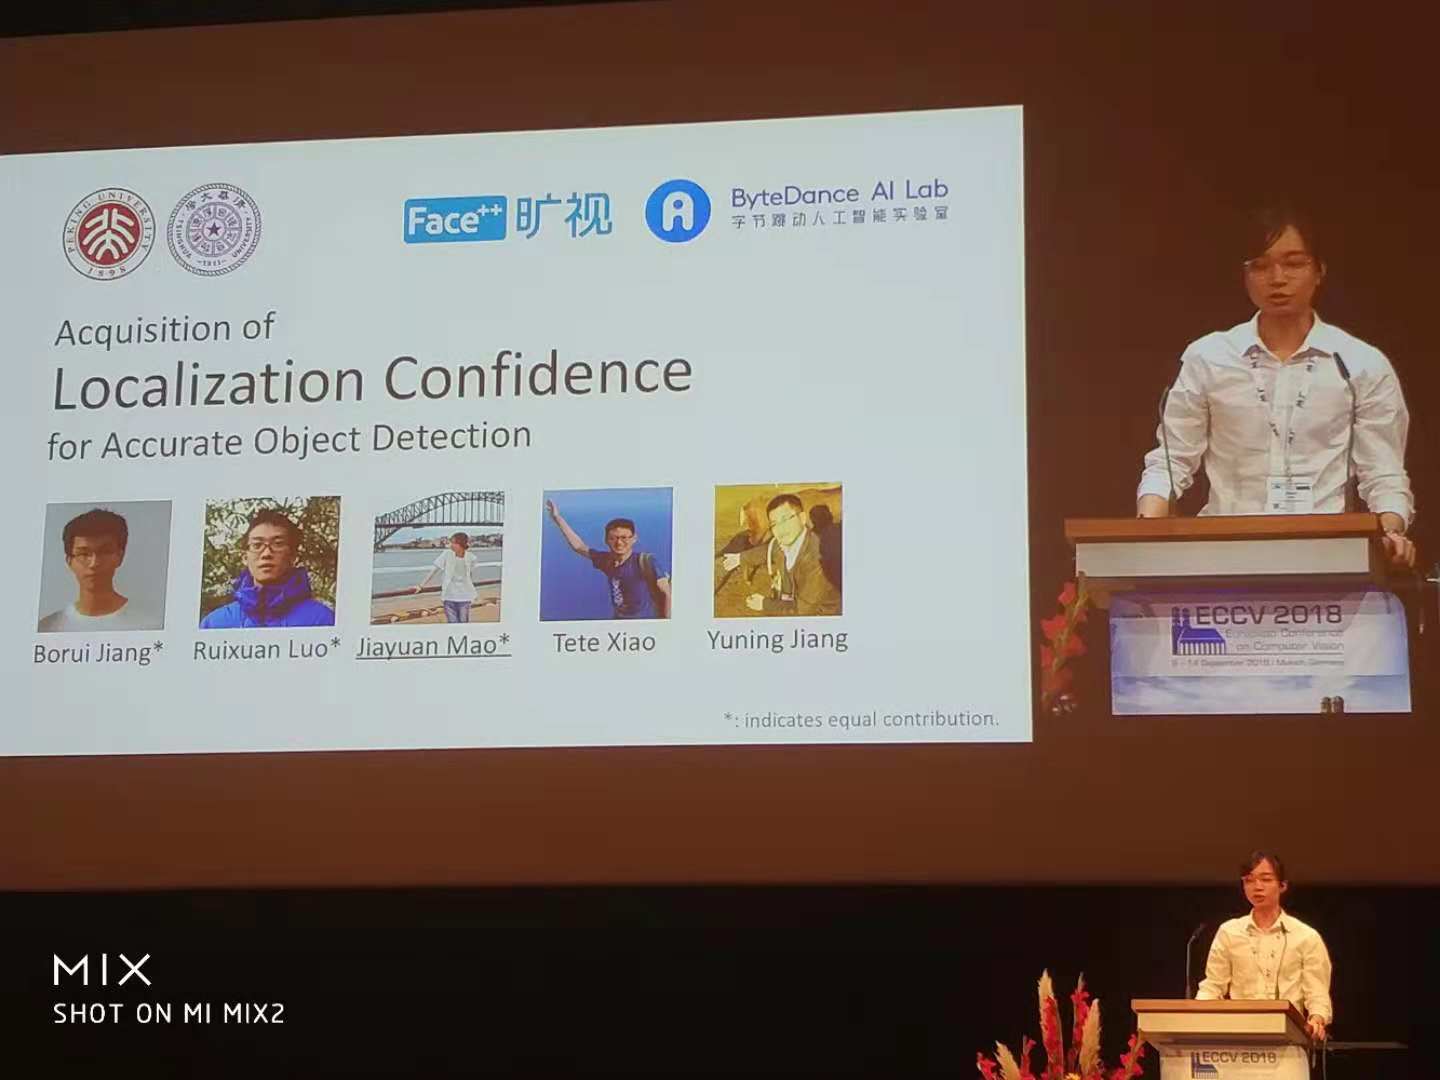 PEKING UNIVERSITY
1898
TSINGHUA UNIVERSITY
-1911-
Face++ 旷视
ByteDance AI Lab
字节跳动人工智能实验室
Acquisition of
Localization Confidence
for Accurate Object Detection
Borui Jiang* Ruixuan Luo* Jiayuan Mao* Tete Xiao Yuning Jiang
*: indicates equal contribution.
ECCV 2018
European Conference
on Computer Vision
8 - 14 September 2018 / Munich, Germany
MIX
SHOT ON MI MIX2
ECCV 2018